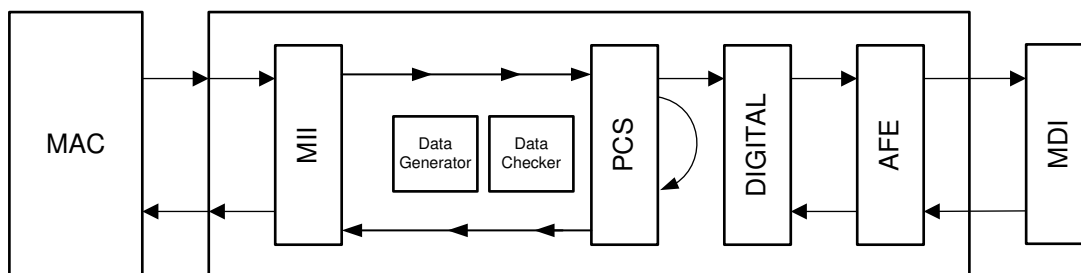 MAC
MII
Data
Generator
Data
Checker
PCS
DIGITAL
AFE
MDI